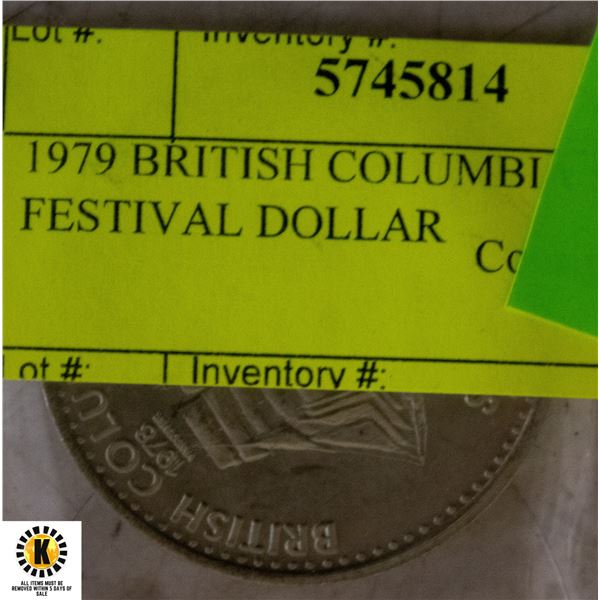 Lot #:
Inventory #:
5745814
1979 BRITISH COLUMBI
FESTIVAL DOLLAR
Co
ot #:
Inventory #:
BRITISH COLU
1978
S
K
ALL ITEMS MUST BE
REMOVED WITHIN 5 DAYS OF
SALE